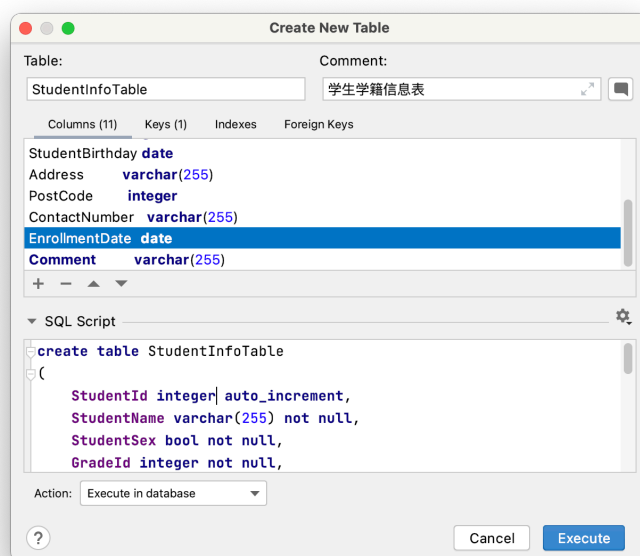 Create New Table
Table: Comment:
StudentInfoTable 学生学籍信息表
Columns (11) Keys (1) Indexes Foreign Keys
StudentBirthday date
Address varchar(255)
PostCode integer
ContactNumber varchar(255)
EnrollmentDate date
Comment varchar(255)
SQL Script
create table StudentInfoTable
(
StudentId integer auto_increment,
StudentName varchar(255) not null,
StudentSex bool not null,
GradeId integer not null,
Action: Execute in database
? Cancel Execute